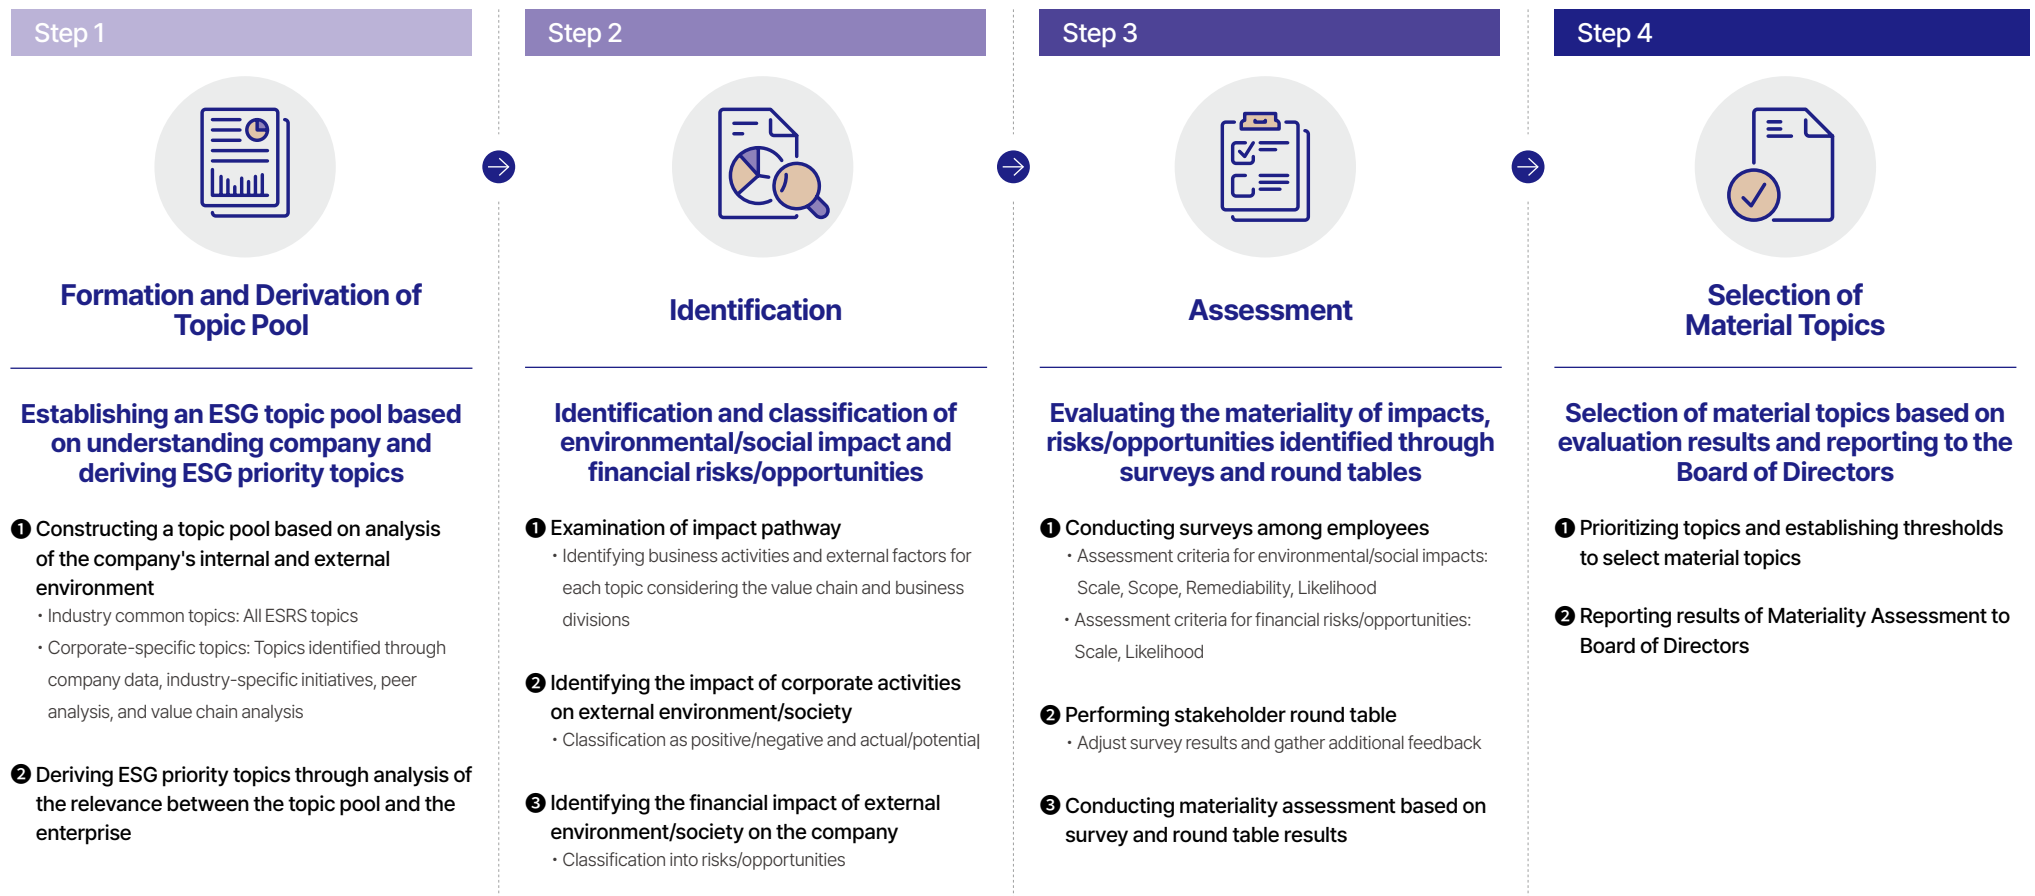 Step 1
Formation and Derivation of
Topic Pool
Establishing an ESG topic pool based
on understanding company and
deriving ESG priority topics
❶ Constructing a topic pool based on analysis
of the company's internal and external
environment
· Industry common topics: All ESRS topics
· Corporate-specific topics: Topics identified through
company data, industry-specific initiatives, peer
analysis, and value chain analysis
❷ Deriving ESG priority topics through analysis of
the relevance between the topic pool and the
enterprise
Step 2
Identification
Identification and classification of
environmental/social impact and
financial risks/opportunities
❶ Examination of impact pathway
· Identifying business activities and external factors for
each topic considering the value chain and business
divisions
❷ Identifying the impact of corporate activities
on external environment/society
· Classification as positive/negative and actual/potential
❸ Identifying the financial impact of external
environment/society on the company
· Classification into risks/opportunities
Step 3
Assessment
Evaluating the materiality of impacts,
risks/opportunities identified through
surveys and round tables
❶ Conducting surveys among employees
· Assessment criteria for environmental/social impacts:
Scale, Scope, Remediability, Likelihood
· Assessment criteria for financial risks/opportunities:
Scale, Likelihood
❷ Performing stakeholder round table
· Adjust survey results and gather additional feedback
❸ Conducting materiality assessment based on
survey and round table results
Step 4
Selection of
Material Topics
Selection of material topics based on
evaluation results and reporting to the
Board of Directors
❶ Prioritizing topics and establishing thresholds
to select material topics
❷ Reporting results of Materiality Assessment to
Board of Directors